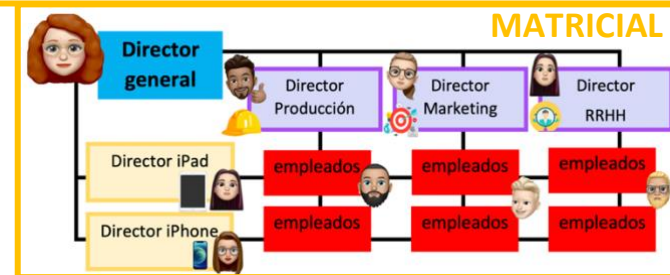 MATRICIAL
Director
general
Director
Producción
Director
Marketing
Director
RRHH
Director iPad
empleados
empleados
empleados
Director iPhone
empleados
empleados
empleados